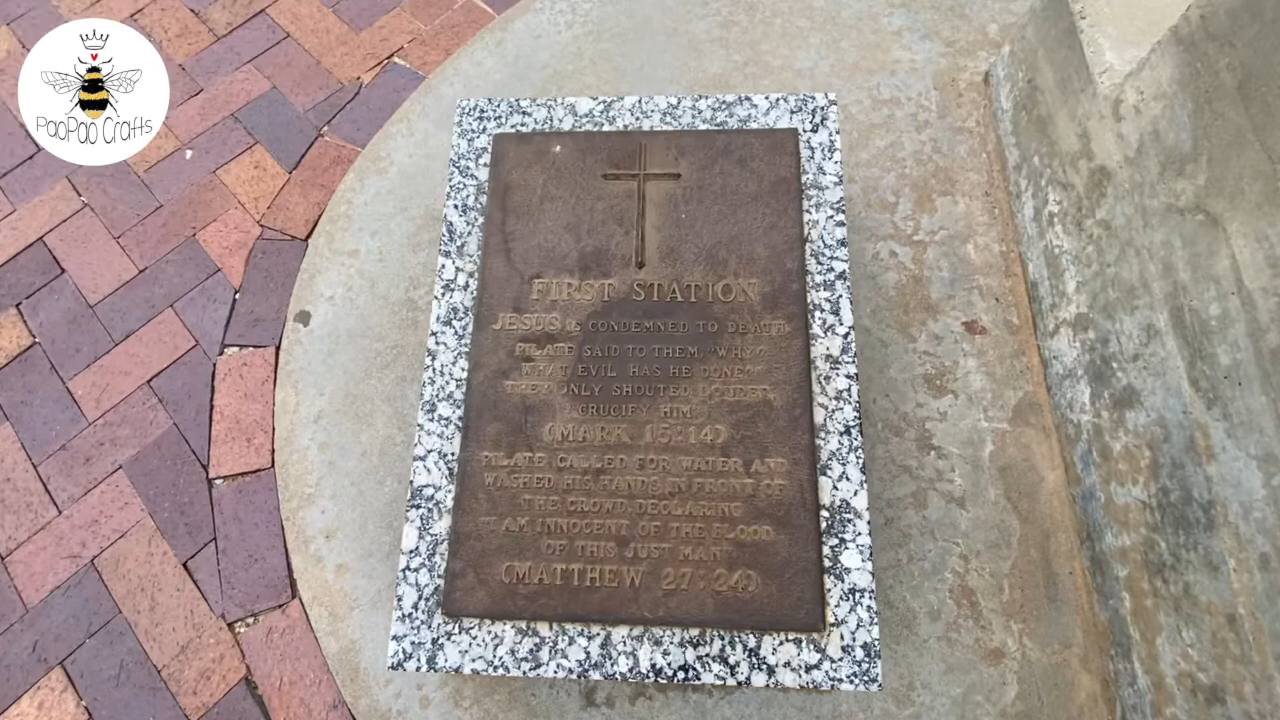 PaoPao Crafts
FIRST STATION
JESUS IS CONDEMNED TO DEATH
PILATE SAID TO THEM, "WHY?
WHAT EVIL HAS HE DONE?"
THEY ONLY SHOUTED LOUDER,
"CRUCIFY HIM"
(MARK 15:14)
PILATE CALLED FOR WATER AND
WASHED HIS HANDS IN FRONT OF
THE CROWD, DECLARING
"I AM INNOCENT OF THE BLOOD
OF THIS JUST MAN"
(MATTHEW 27:24)